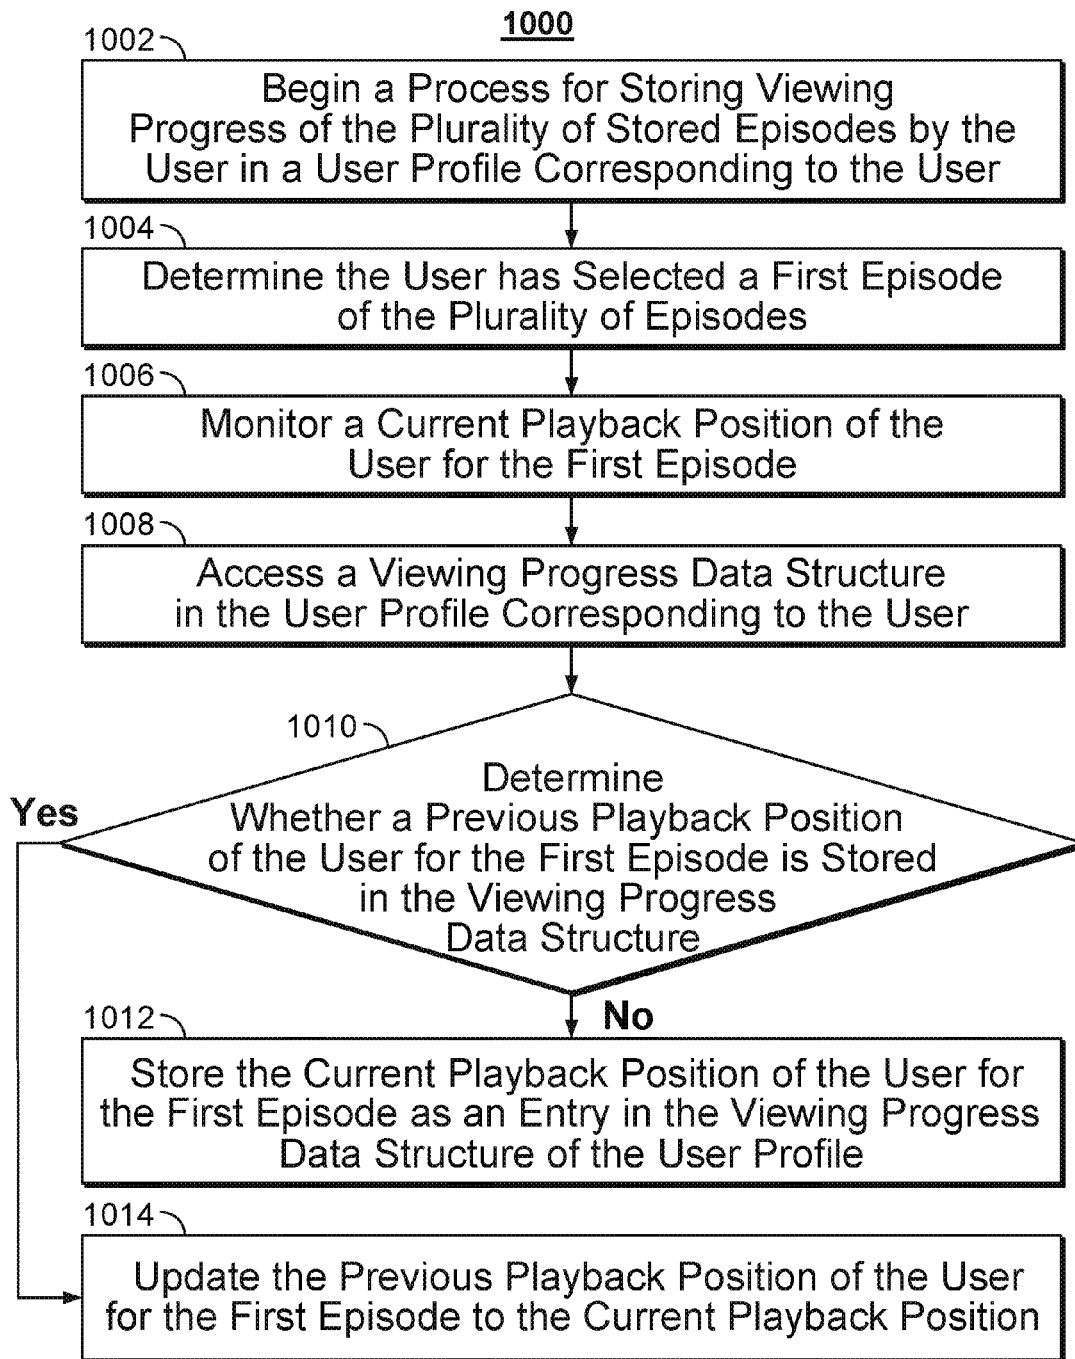 1000
1002
Begin a Process for Storing Viewing
Progress of the Plurality of Stored Episodes by the
User in a User Profile Corresponding to the User
1004
Determine the User has Selected a First Episode
of the Plurality of Episodes
1006
Monitor a Current Playback Position of the
User for the First Episode
1008
Access a Viewing Progress Data Structure
in the User Profile Corresponding to the User
1010
Determine
Whether a Previous Playback Position
of the User for the First Episode is Stored
in the Viewing Progress
Data Structure
Yes
No
1012
Store the Current Playback Position of the User for
the First Episode as an Entry in the Viewing Progress
Data Structure of the User Profile
1014
Update the Previous Playback Position of the User
for the First Episode to the Current Playback Position